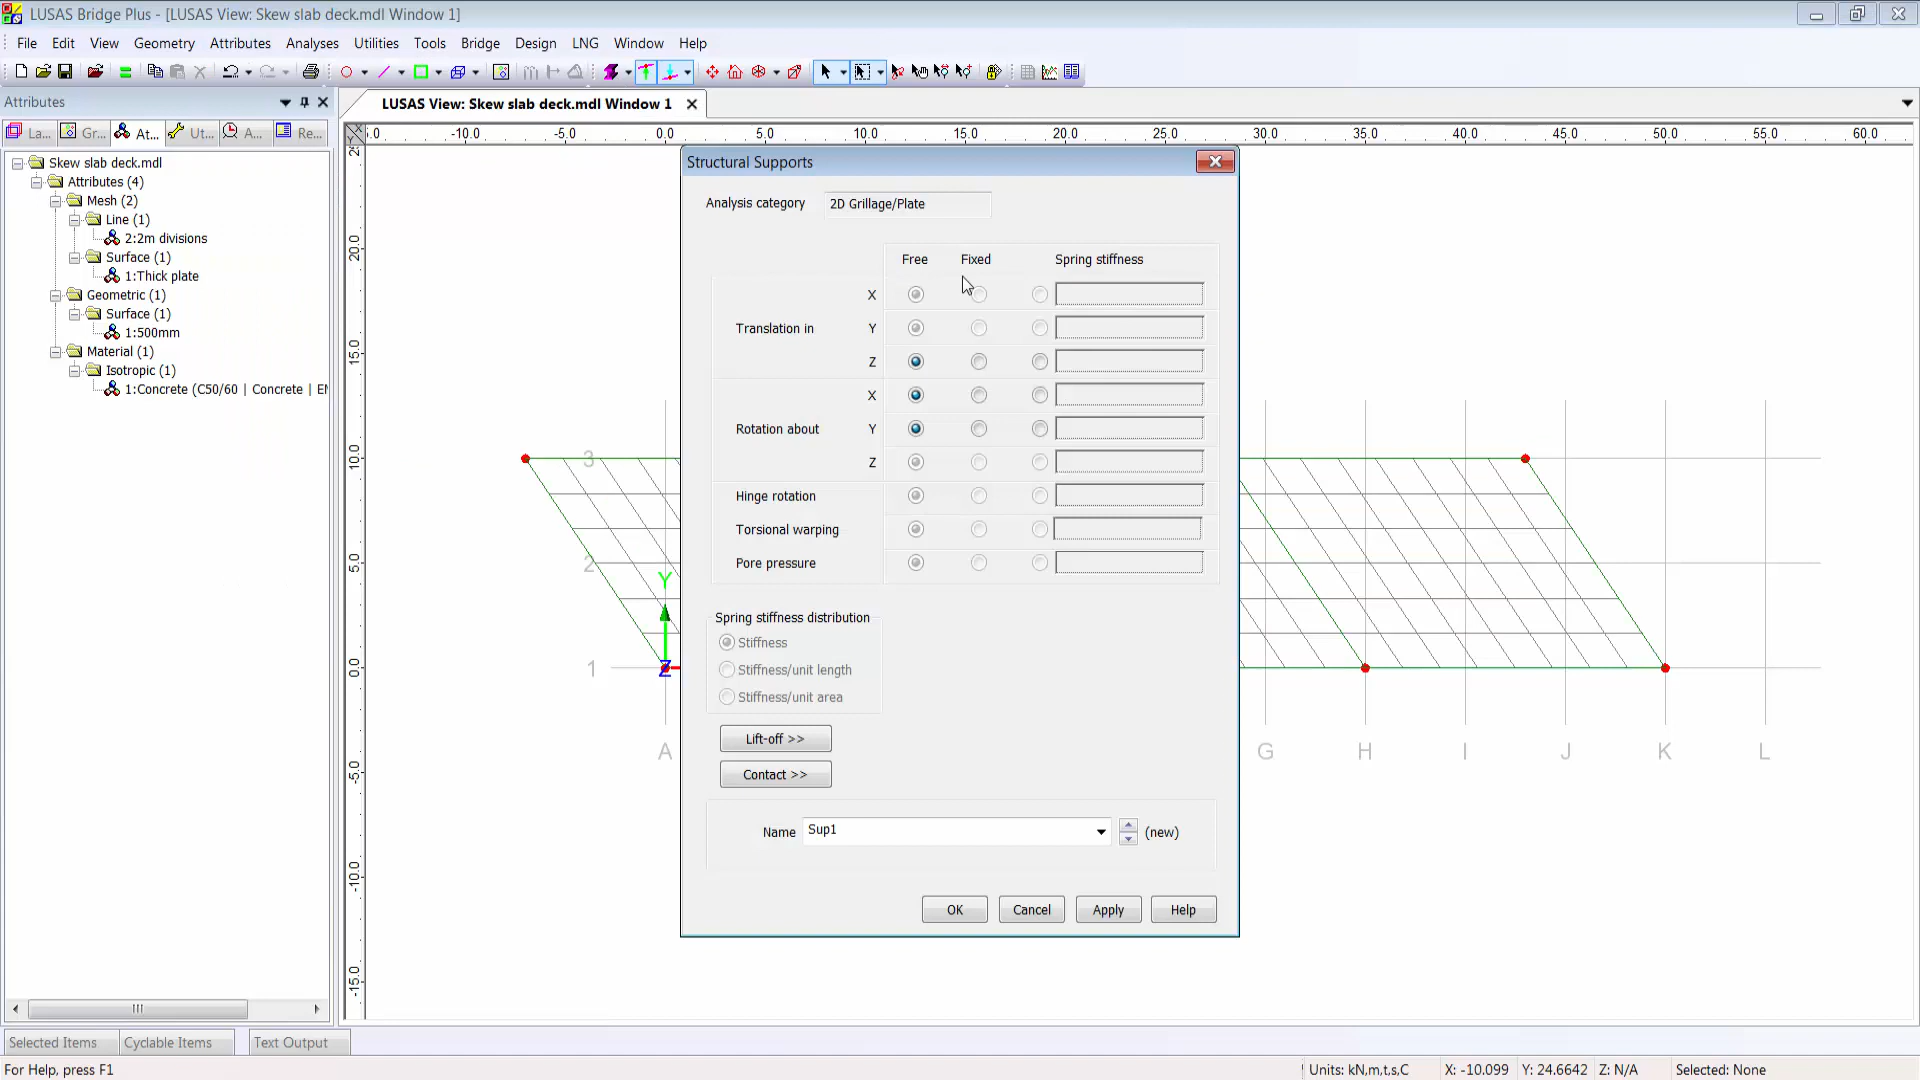 LUSAS Bridge Plus - [LUSAS View: Skew slab deck.mdl Window 1]
File Edit View Geometry Attributes Analyses Utilities Tools Bridge Design LNG Window Help
Attributes
LUSAS View: Skew slab deck.mdl Window 1
La... Gr... At... Ut... A... Re...
-10.0 -5.0 0.0 5.0 10.0 15.0 20.0 25.0 30.0 35.0 40.0 45.0 50.0 55.0 60.0
Skew slab deck.mdl
Attributes (4)
Mesh (2)
Line (1)
2:2m divisions
Surface (1)
1:Thick plate
Geometric (1)
Surface (1)
1:500mm
Material (1)
Isotropic (1)
1:Concrete (C50/60 | Concrete | EN
20.0
15.0
10.0
5.0
0.0
-5.0
-10.0
-15.0
3
2
1
Y
Z
A G H I J K L
Structural Supports
Analysis category 2D Grillage/Plate
Free Fixed Spring stiffness
X
Translation in Y
Z
X
Rotation about Y
Z
Hinge rotation
Torsional warping
Pore pressure
Spring stiffness distribution
Stiffness
Stiffness/unit length
Stiffness/unit area
Lift-off >>
Contact >>
Name Sup1 (new)
OK Cancel Apply Help
Selected Items Cyclable Items Text Output
For Help, press F1 Units: kN,m,t,s,C X: -10.099 Y: 24.6642 Z: N/A Selected: None